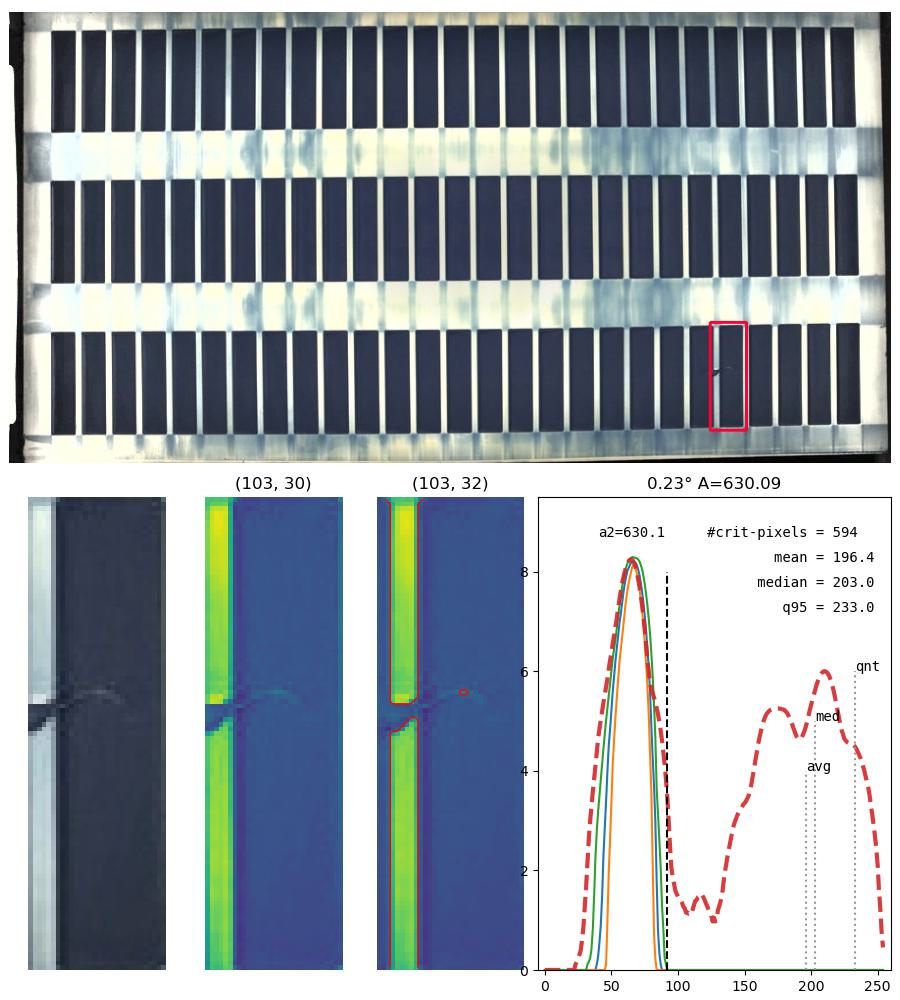 (103, 30)
(103, 32)
0.23° A=630.09
a2=630.1
#crit-pixels = 594
mean = 196.4
median = 203.0
q95 = 233.0
qnt
med
avg
8
6
4
2
0
0 50 100 150 200 250